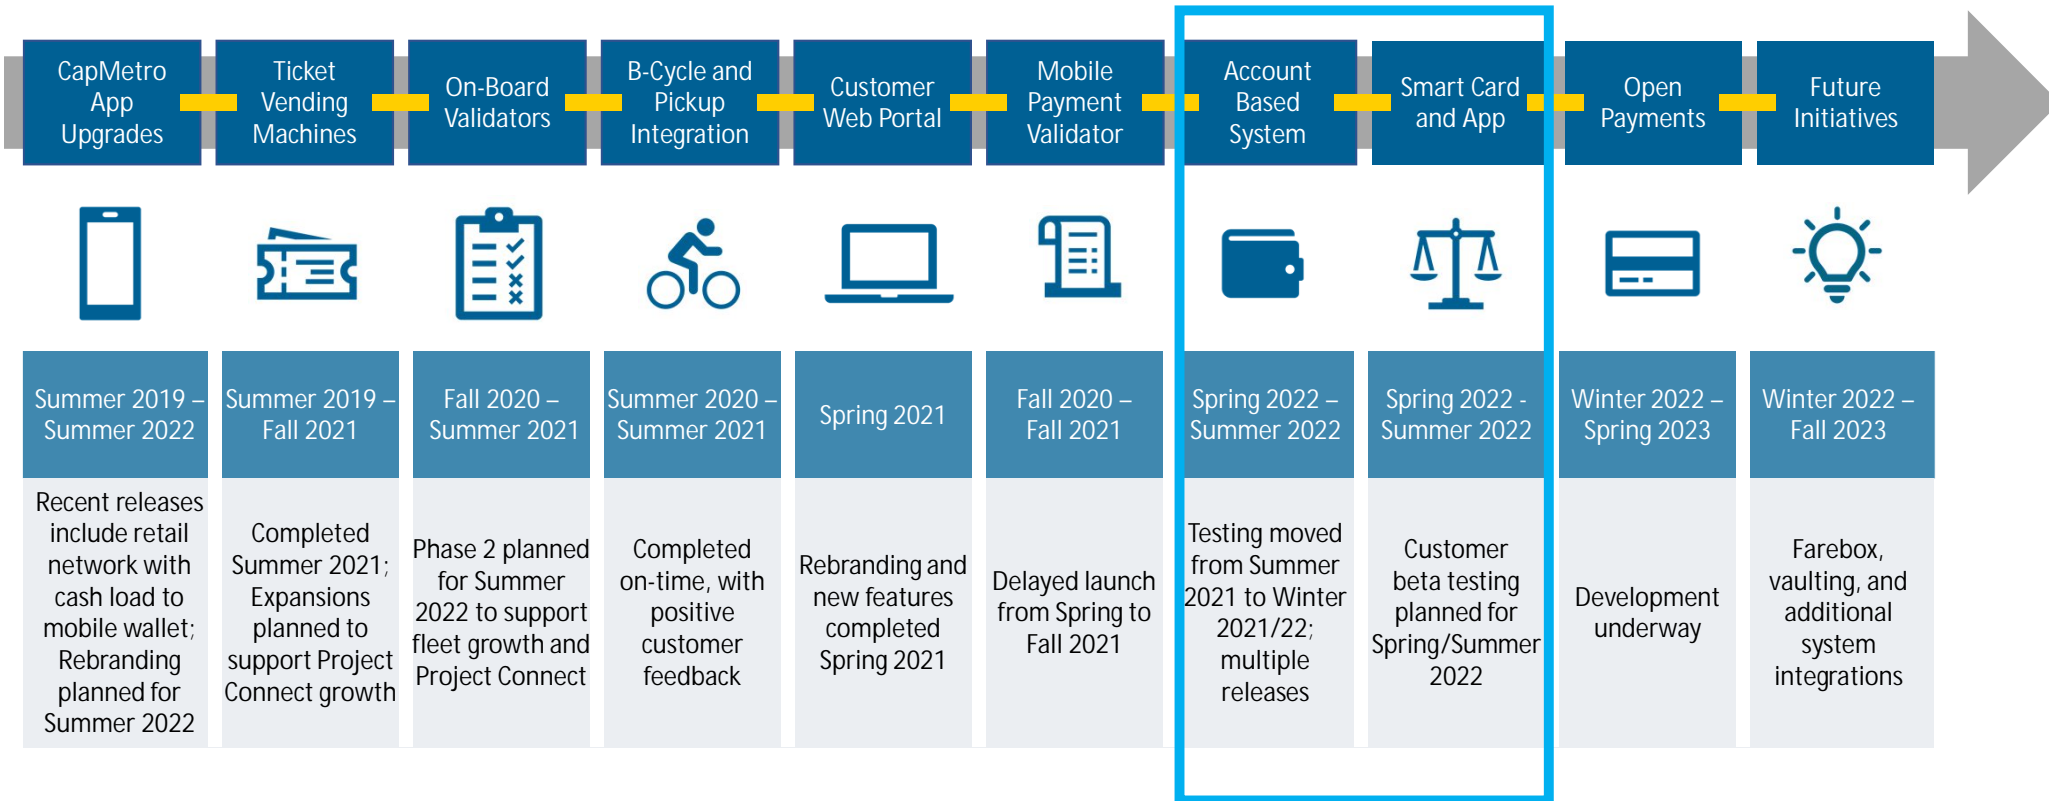 CapMetro
App
Upgrades
Ticket
Vending
Machines
On-Board
Validators
B-Cycle and
Pickup
Integration
Customer
Web Portal
Mobile
Payment
Validator
Account
Based
System
Smart Card
and App
Open
Payments
Future
Initiatives
Summer 2019 –
Summer 2022
Summer 2019 –
Fall 2021
Fall 2020 –
Summer 2021
Summer 2020 –
Summer 2021
Spring 2021
Fall 2020 –
Fall 2021
Spring 2022 –
Summer 2022
Spring 2022 -
Summer 2022
Winter 2022 –
Spring 2023
Winter 2022 –
Fall 2023
Recent releases
include retail
network with
cash load to
mobile wallet;
Rebranding
planned for
Summer 2022
Completed
Summer 2021;
Expansions
planned to
support Project
Connect growth
Phase 2 planned
for Summer
2022 to support
fleet growth and
Project Connect
Completed
on-time, with
positive
customer
feedback
Rebranding and
new features
completed
Spring 2021
Delayed launch
from Spring to
Fall 2021
Testing moved
from Summer
2021 to Winter
2021/22;
multiple
releases
Customer
beta testing
planned for
Spring/Summer
2022
Development
underway
Farebox,
vaulting, and
additional
system
integrations